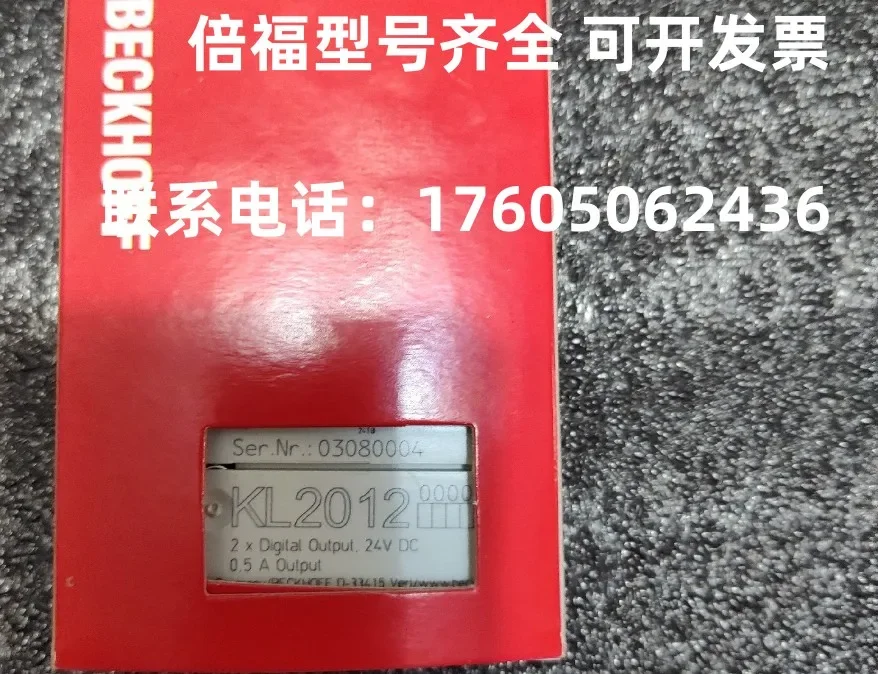 倍福型号齐全 可开发票
BECKHOFF
联系电话：17605062436
Ser.Nr.: 03080004
KL2012 0000
2 x Digital Output, 24V DC
0,5 A Output
BECKHOFF D-33415 Verl